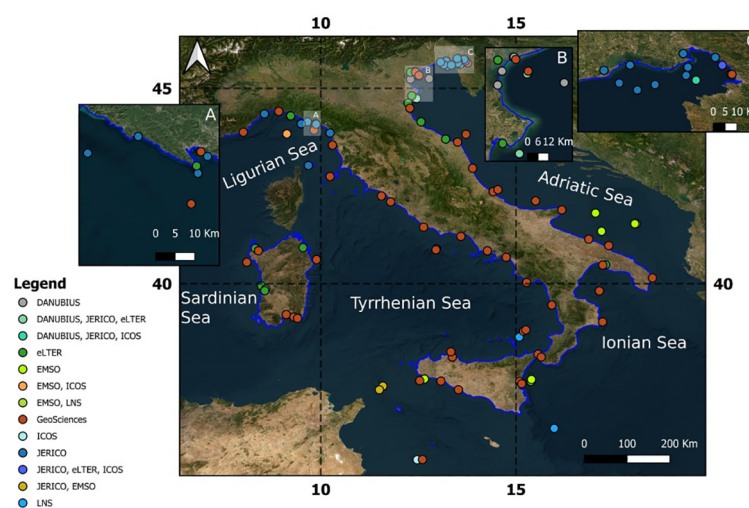 10
15
45
A
B
C
A
0 5 10 Km
B
0 6 12 Km
0 5 10 Km
B
C
A
Ligurian Sea
Adriatic Sea
Sardinian
Sea
Tyrrhenian Sea
Ionian Sea
40
40
Legend
DANUBIUS
DANUBIUS, JERICO, eLTER
DANUBIUS, JERICO, ICOS
eLTER
EMSO
EMSO, ICOS
EMSO, LNS
GeoSciences
ICOS
JERICO
JERICO, eLTER, ICOS
JERICO, EMSO
LNS
0 100 200 Km
10
15